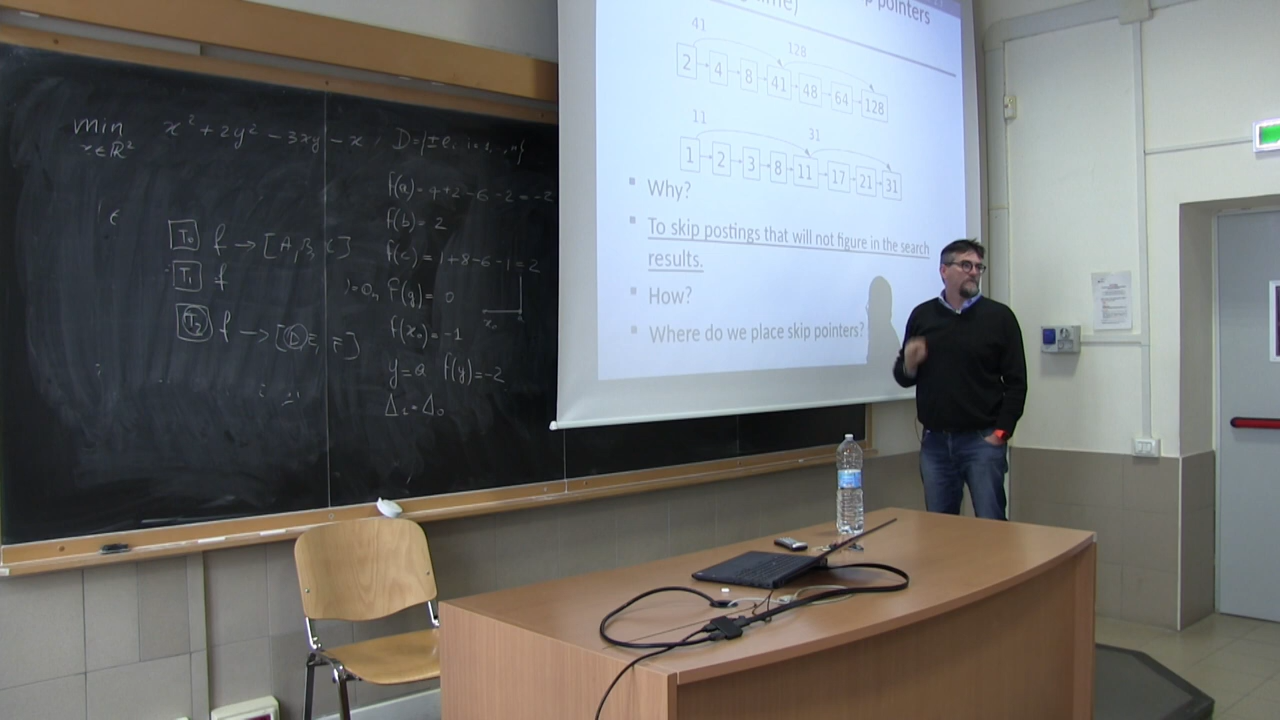 min x² + 2y² - 3xy - x, D=
x∈ℝ²
f(a) = 4+2-6-2 = -2
f(b) = 2
T₀ f → [A, B, C]
f(c) = 1+8-6-1 = 2
T₁ f
f(y) = 0
x₀
T₂ f → [D, E, F]
f(x₀) = -1
y = a f(y) = -2
pointers
41
128
2 4 8 41 48 64 128
11
31
1 2 3 8 11 17 21 31
Why?
To skip postings that will not figure in the search
results.
How?
Where do we place skip pointers?